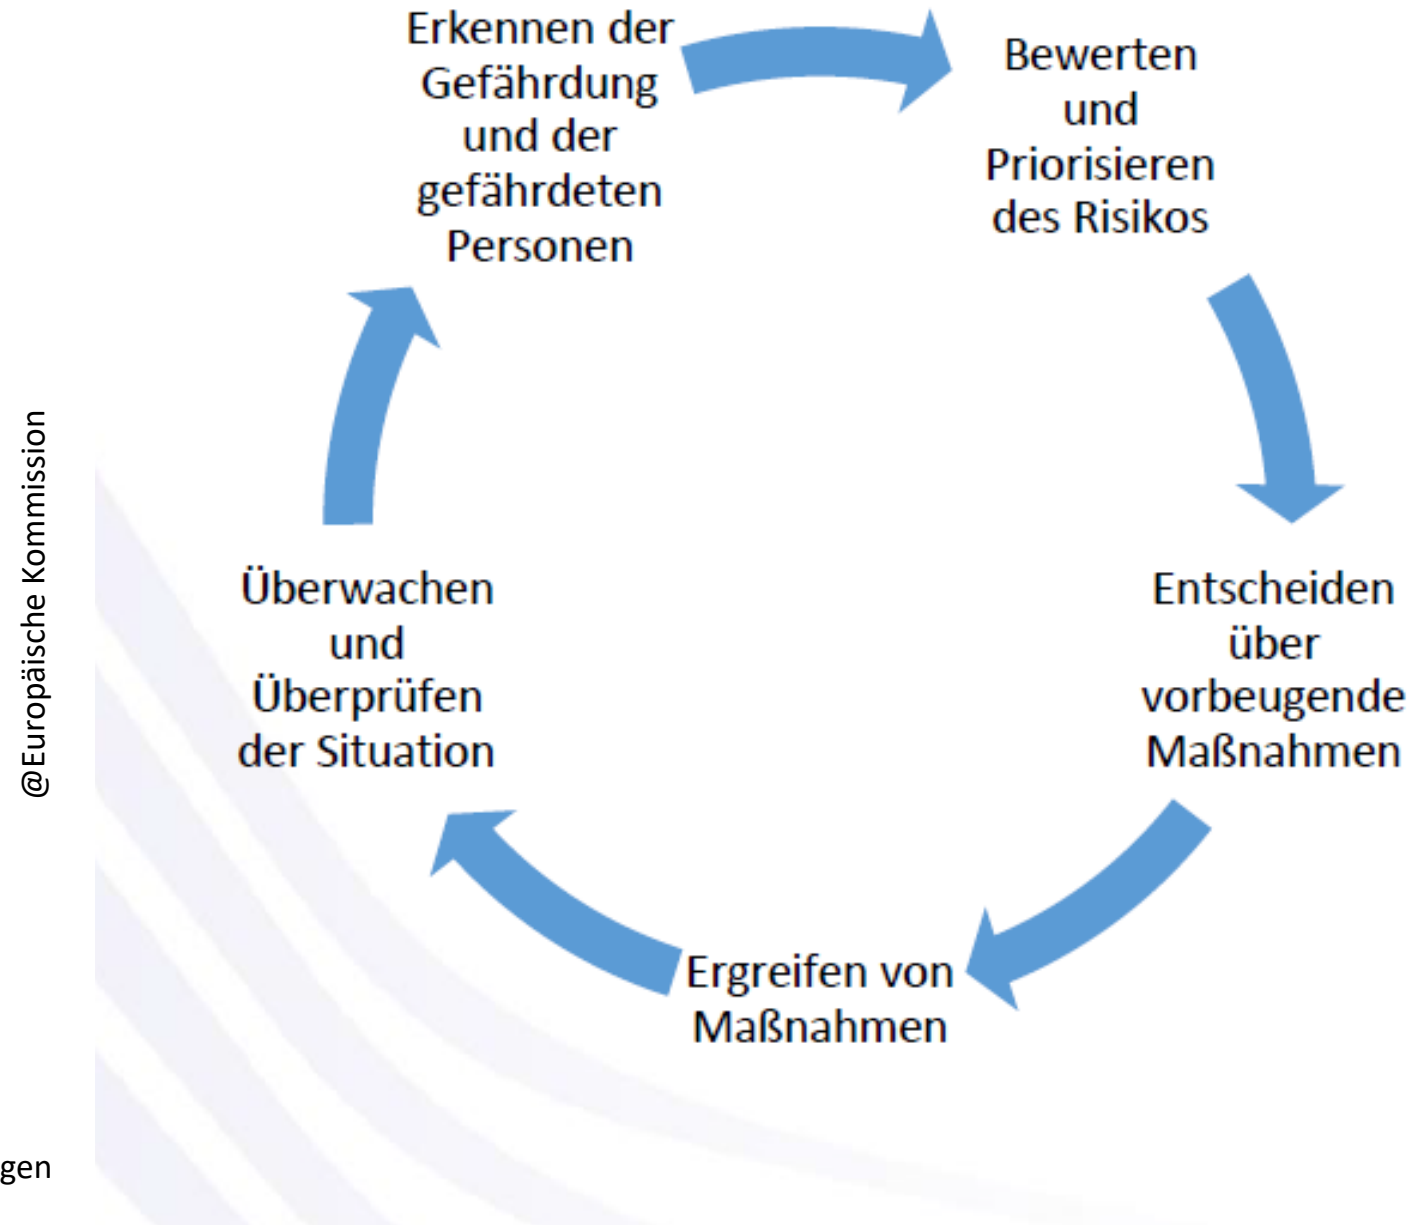 Erkennen der
Gefährdung
und der
gefährdeten
Personen
Bewerten
und
Priorisieren
des Risikos
Entscheiden
über
vorbeugende
Maßnahmen
Ergreifen von
Maßnahmen
Überwachen
und
Überprüfen
der Situation
@Europäische Kommission
gen